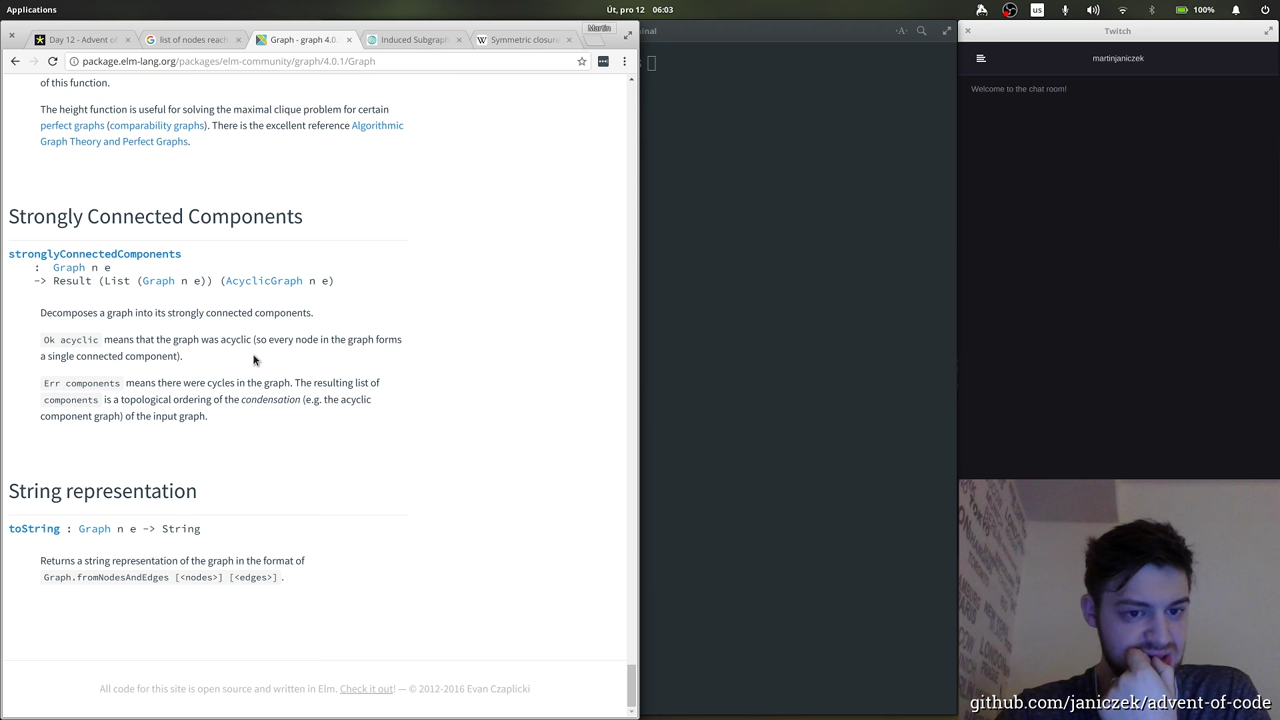 Applications
Út, pro 12 06:03
us
100%
Martin
Day 12 - Advent of
list of nodes reach
Graph - graph 4.0.
Induced Subgraph
Symmetric closure
package.elm-lang.org/packages/elm-community/graph/4.0.1/Graph
of this function.
The height function is useful for solving the maximal clique problem for certain
perfect graphs (comparability graphs). There is the excellent reference Algorithmic
Graph Theory and Perfect Graphs.
Strongly Connected Components
stronglyConnectedComponents
: Graph n e
-> Result (List (Graph n e)) (AcyclicGraph n e)
Decomposes a graph into its strongly connected components.
Ok acyclic means that the graph was acyclic (so every node in the graph forms
a single connected component).
Err components means there were cycles in the graph. The resulting list of
components is a topological ordering of the condensation (e.g. the acyclic
component graph) of the input graph.
String representation
toString : Graph n e -> String
Returns a string representation of the graph in the format of
Graph.fromNodesAndEdges [<nodes>] [<edges>] .
All code for this site is open source and written in Elm. Check it out! — © 2012-2016 Evan Czaplicki
inal
-A-
Twitch
martinjaniczek
Welcome to the chat room!
github.com/janiczek/advent-of-code